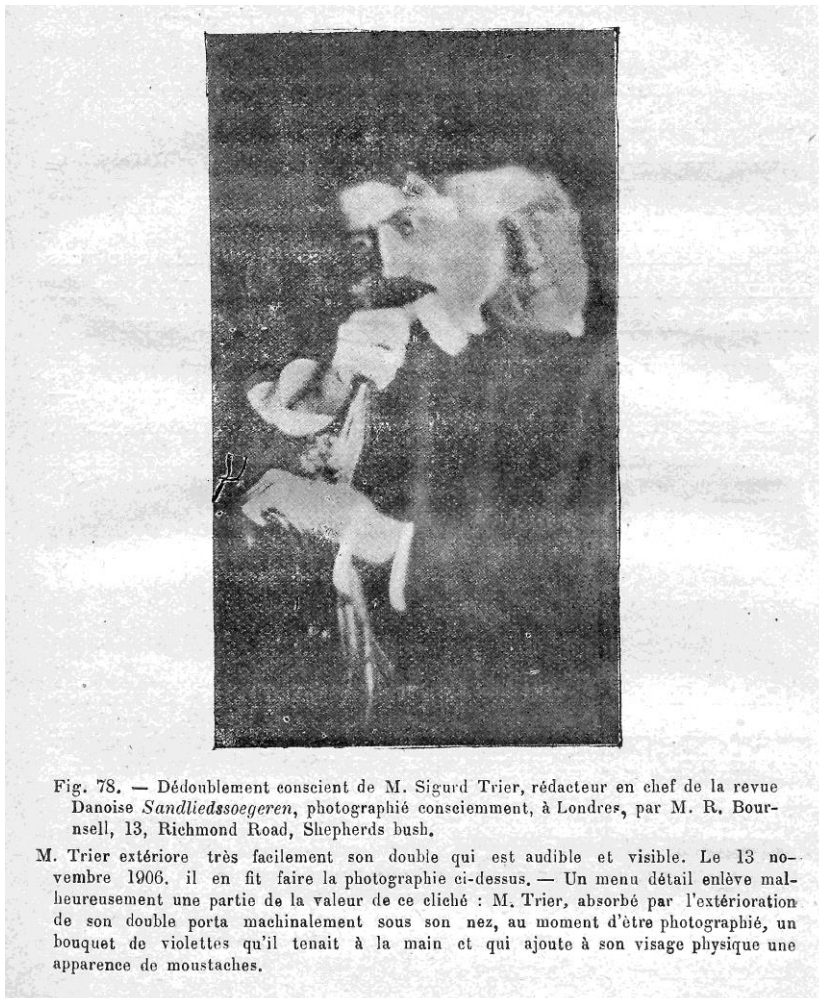 Fig. 78. — Dédoublement conscient de M. Sigurd Trier, rédacteur en chef de la revue
Danoise Sandliedssoegeren, photographié consciemment, à Londres, par M. R. Bour-
nsell, 13, Richmond Road, Shepherds bush.
M. Trier extériore très facilement son double qui est audible et visible. Le 13 no-
vembre 1906. il en fit faire la photographie ci-dessus. — Un menu détail enlève mal-
heureusement une partie de la valeur de ce cliché : M. Trier, absorbé par l'extérioration
de son double porta machinalement sous son nez, au moment d'être photographié, un
bouquet de violettes qu'il tenait à la main et qui ajoute à son visage physique une
apparence de moustaches.